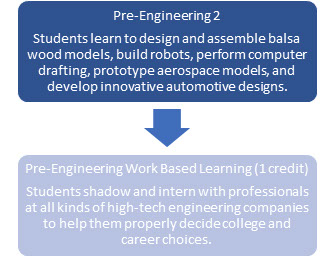 Pre-Engineering 2
Students learn to design and assemble balsa
wood models, build robots, perform computer
drafting, prototype aerospace models, and
develop innovative automotive designs.
Pre-Engineering Work Based Learning (1 credit)
Students shadow and intern with professionals
at all kinds of high-tech engineering companies
to help them properly decide college and
career choices.